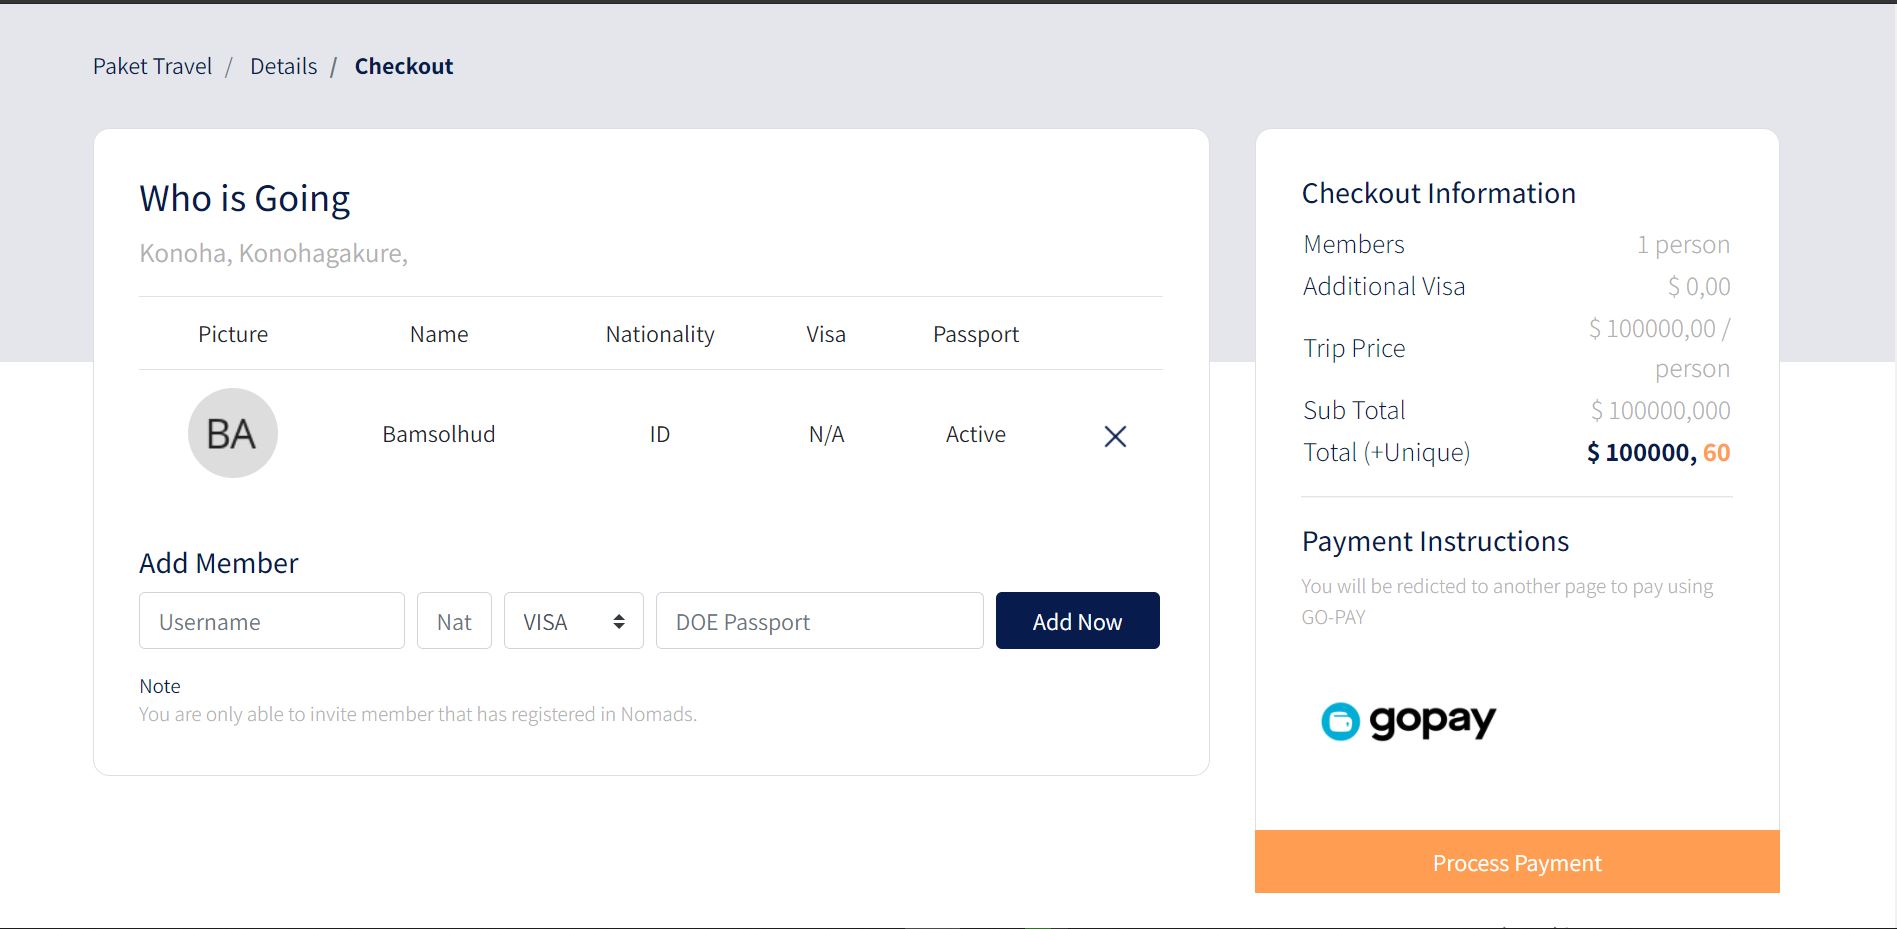 Paket Travel / Details / Checkout
Who is Going
Konoha, Konohagakure,
Picture Name Nationality Visa Passport
BA Bamsolhud ID N/A Active
Add Member
Username Nat VISA DOE Passport Add Now
Note
You are only able to invite member that has registered in Nomads.
Checkout Information
Members 1 person
Additional Visa $ 0,00
Trip Price $ 100000,00 /
person
Sub Total $ 100000,000
Total (+Unique) $ 100000, 60
Payment Instructions
You will be redicted to another page to pay using
GO-PAY
gopay
Process Payment